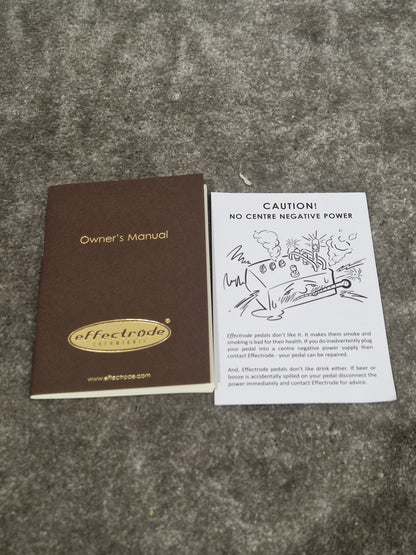 Owner's Manual
effectrode®
THERMIONIC
www.effectrode.com
CAUTION!
NO CENTRE NEGATIVE POWER
Effectrode pedals don't like it. It makes them smoke and
smoking is bad for their health. If you do inadvertently plug
your pedal into a centre negative power supply then
contact Effectrode - your pedal can be repaired.
And, Effectrode pedals don't like drink either. If beer or
booze is accidentally spilled on your pedal disconnect the
power immediately and contact Effectrode for advice.